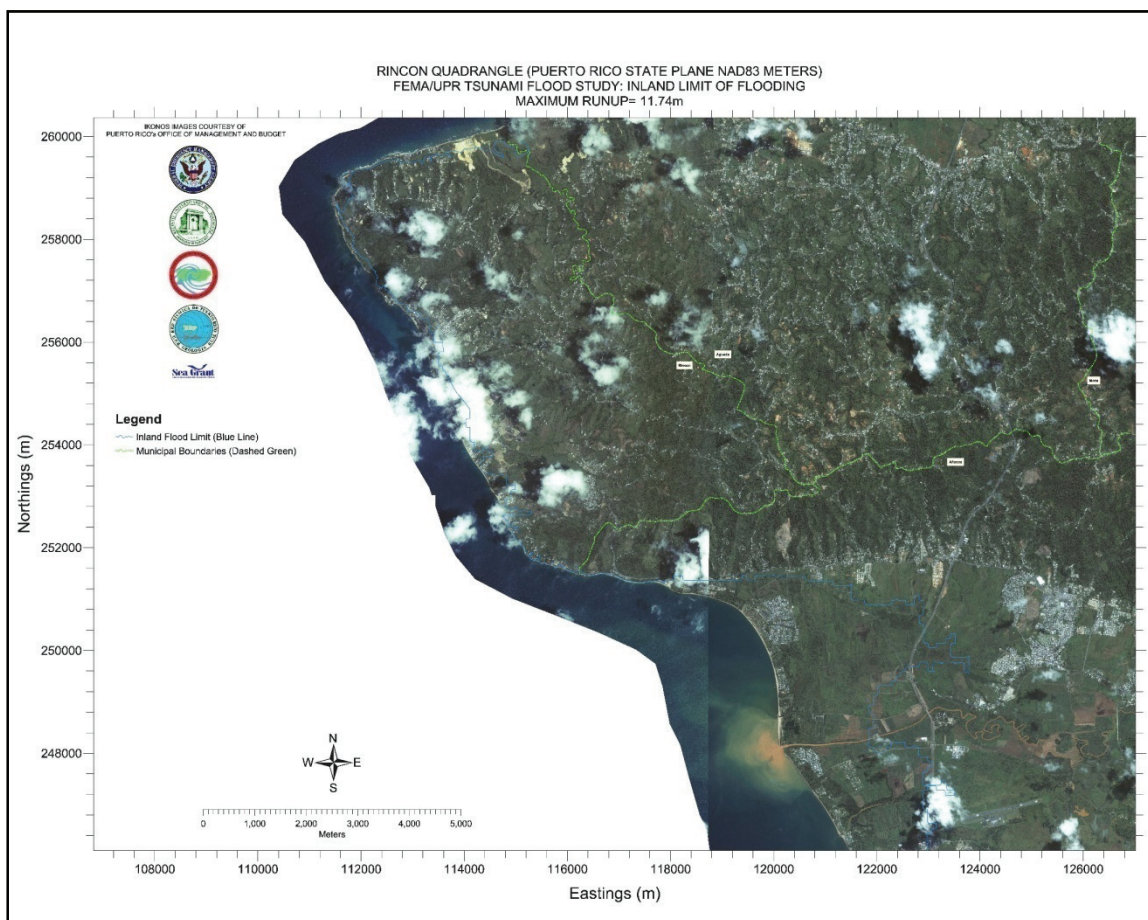 RINCON QUADRANGLE (PUERTO RICO STATE PLANE NAD83 METERS)
FEMA/UPR TSUNAMI FLOOD STUDY: INLAND LIMIT OF FLOODING
MAXIMUM RUNUP= 11.74m
IKONOS IMAGES COURTESY OF
PUERTO RICO's OFFICE OF MANAGEMENT AND BUDGET
Sea Grant
Legend
Inland Flood Limit (Blue Line)
Municipal Boundaries (Dashed Green)
Northings (m)
260000
258000
256000
254000
252000
250000
248000
Rincon
Aguada
Moca
Añasco
N
W E
S
0 1,000 2,000 3,000 4,000 5,000
Meters
108000 110000 112000 114000 116000 118000 120000 122000 124000 126000
Eastings (m)